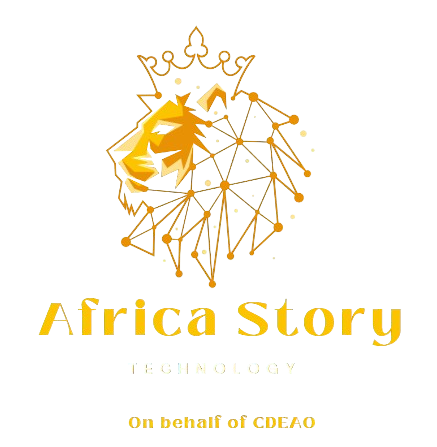 Africa Story
TECHNOLOGY
On behalf of CDEAO